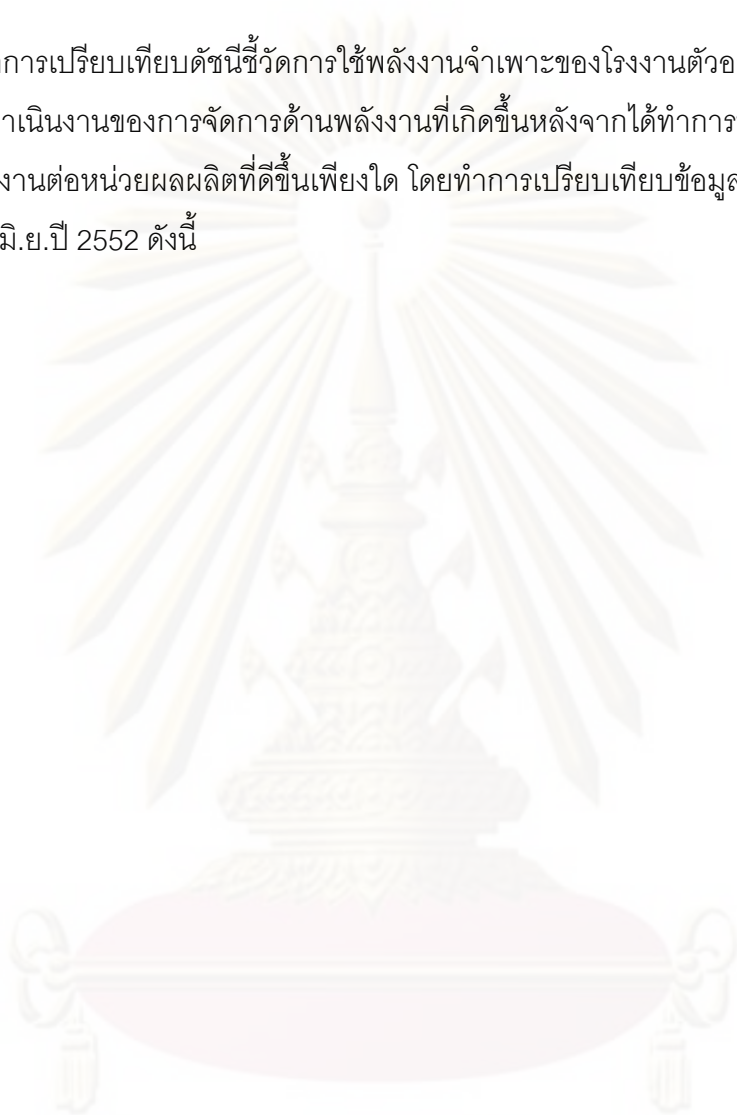 การเปรียบเทียบดัชนีชี้วัดการใช้พลังงานจำเพาะของโรงงานตัวอ
าเนินงานของการจัดการด้านพลังงานที่เกิดขึ้นหลังจากได้ทำการ
งานต่อหน่วยผลผลิตที่ดีขึ้นเพียงใด โดยทำการเปรียบเทียบข้อมูล
มิ.ย.ปี 2552 ดังนี้